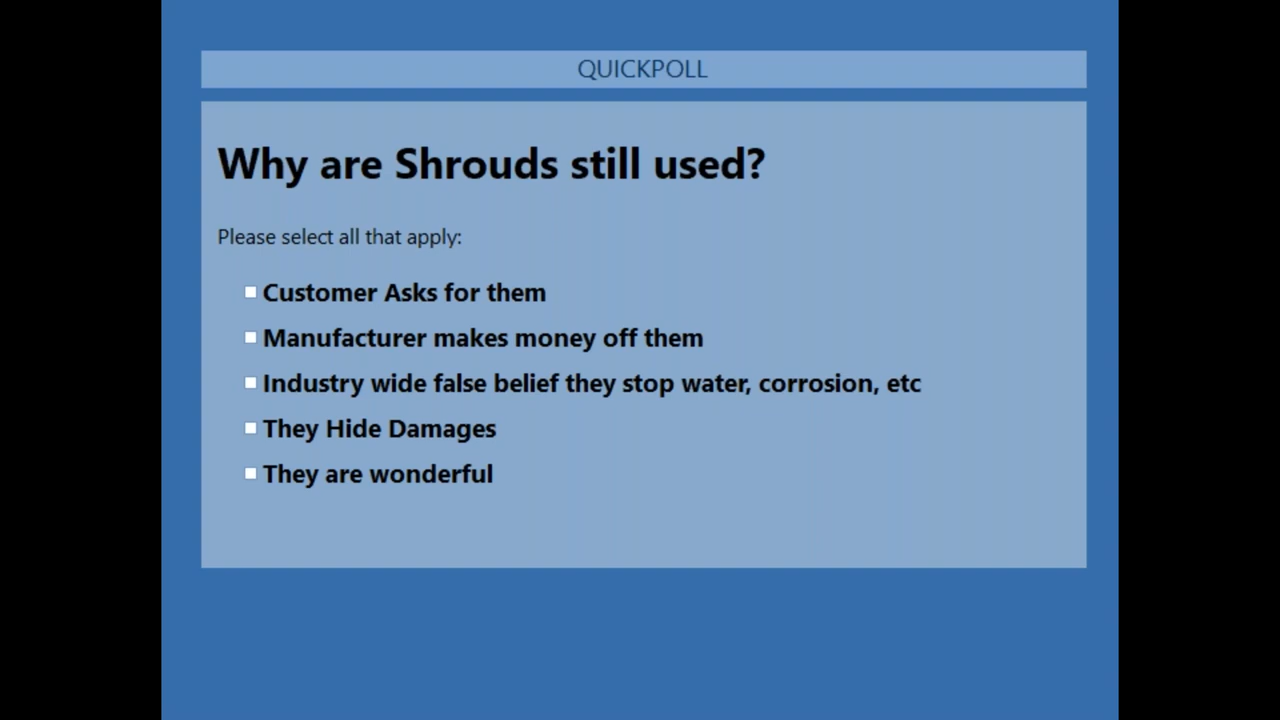 QUICKPOLL
Why are Shrouds still used?
Please select all that apply:
Customer Asks for them
Manufacturer makes money off them
Industry wide false belief they stop water, corrosion, etc
They Hide Damages
They are wonderful